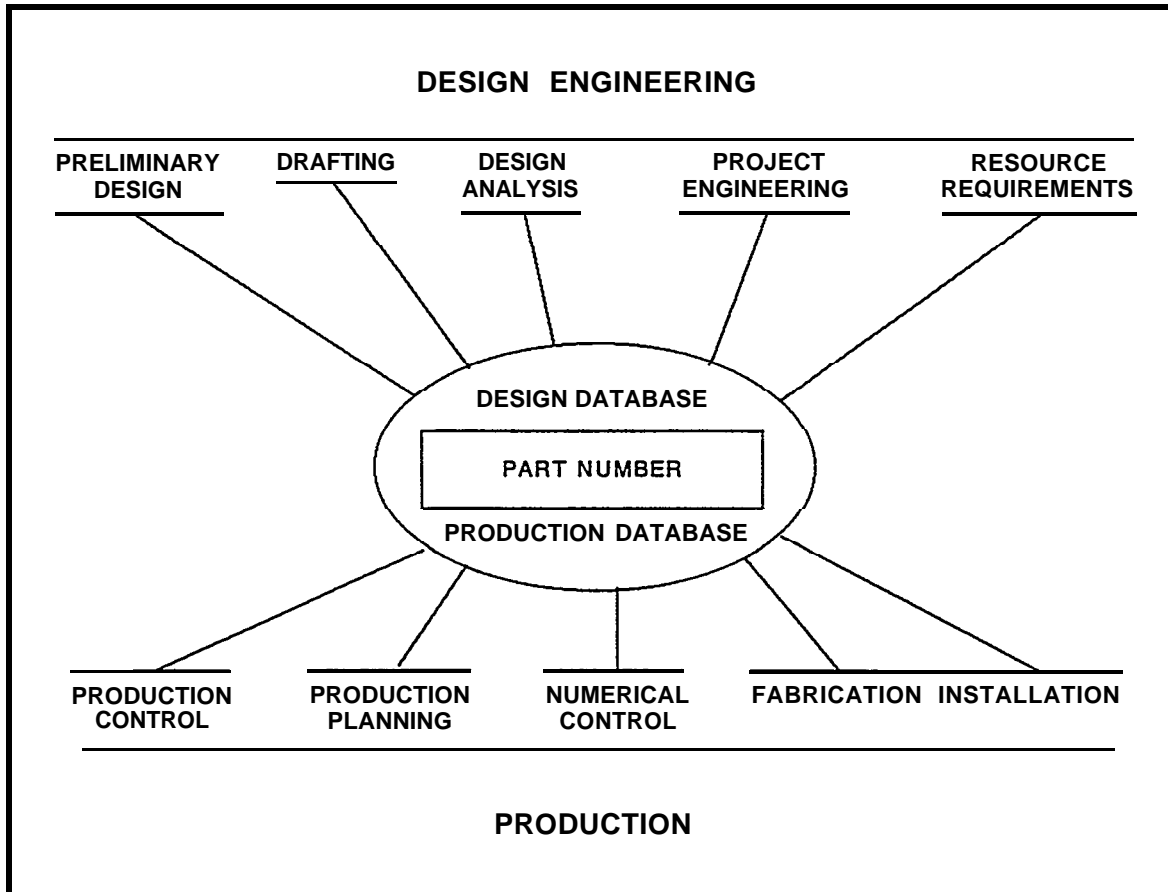 DESIGN ENGINEERING
PRELIMINARY
DESIGN
DRAFTING
DESIGN
ANALYSIS
PROJECT
ENGINEERING
RESOURCE
REQUIREMENTS
DESIGN DATABASE
PART NUMBER
PRODUCTION DATABASE
PRODUCTION
CONTROL
PRODUCTION
PLANNING
NUMERICAL
CONTROL
FABRICATION
INSTALLATION
PRODUCTION